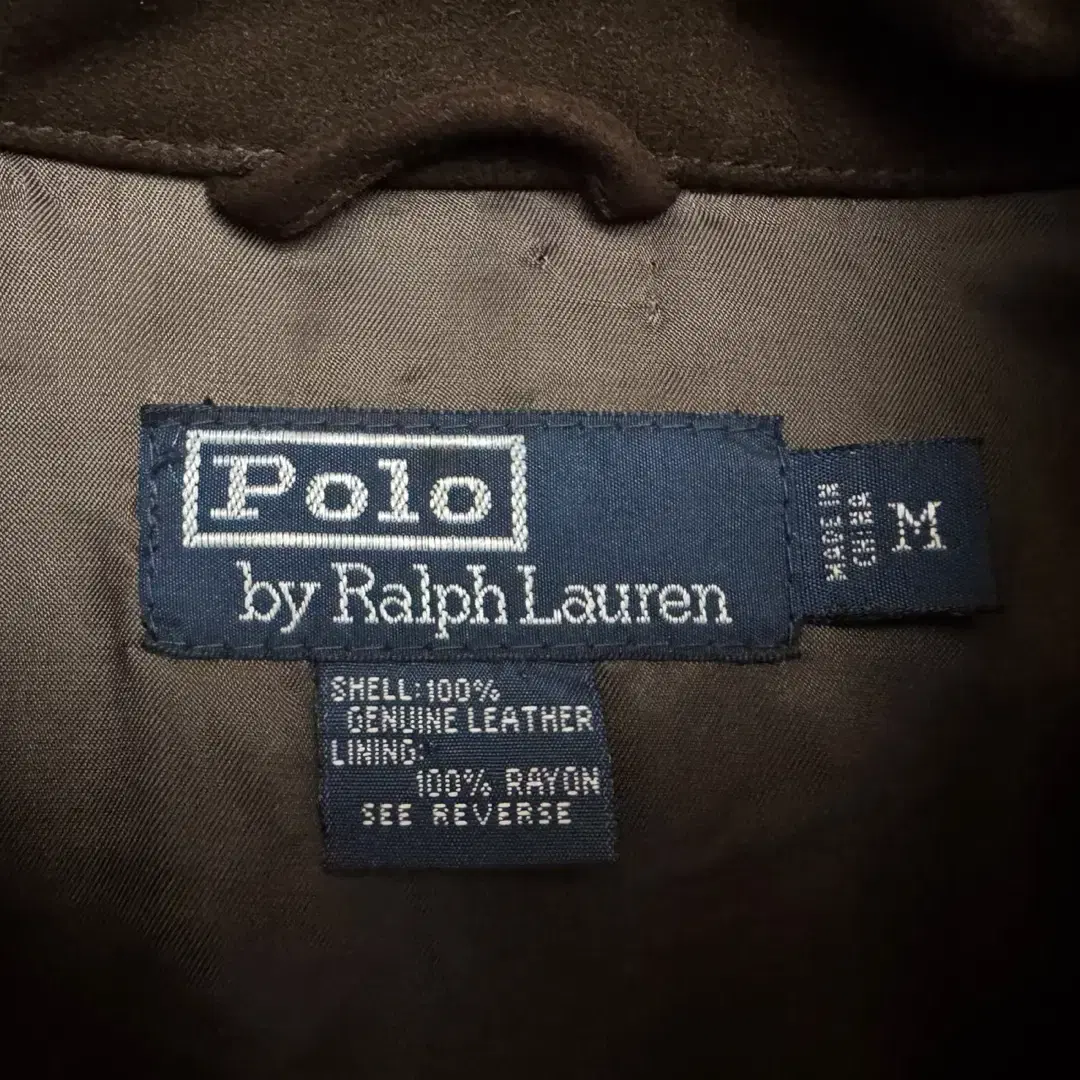 Polo
by Ralph Lauren
MADE IN
CHINA
M
SHELL: 100%
GENUINE LEATHER
LINING:
100% RAYON
SEE REVERSE